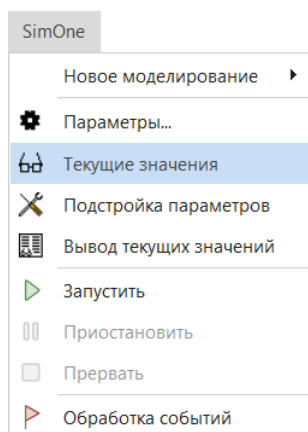 SimOne
Новое моделирование
Параметры...
Текущие значения
Подстройка параметров
Вывод текущих значений
Запустить
Приостановить
Прервать
Обработка событий